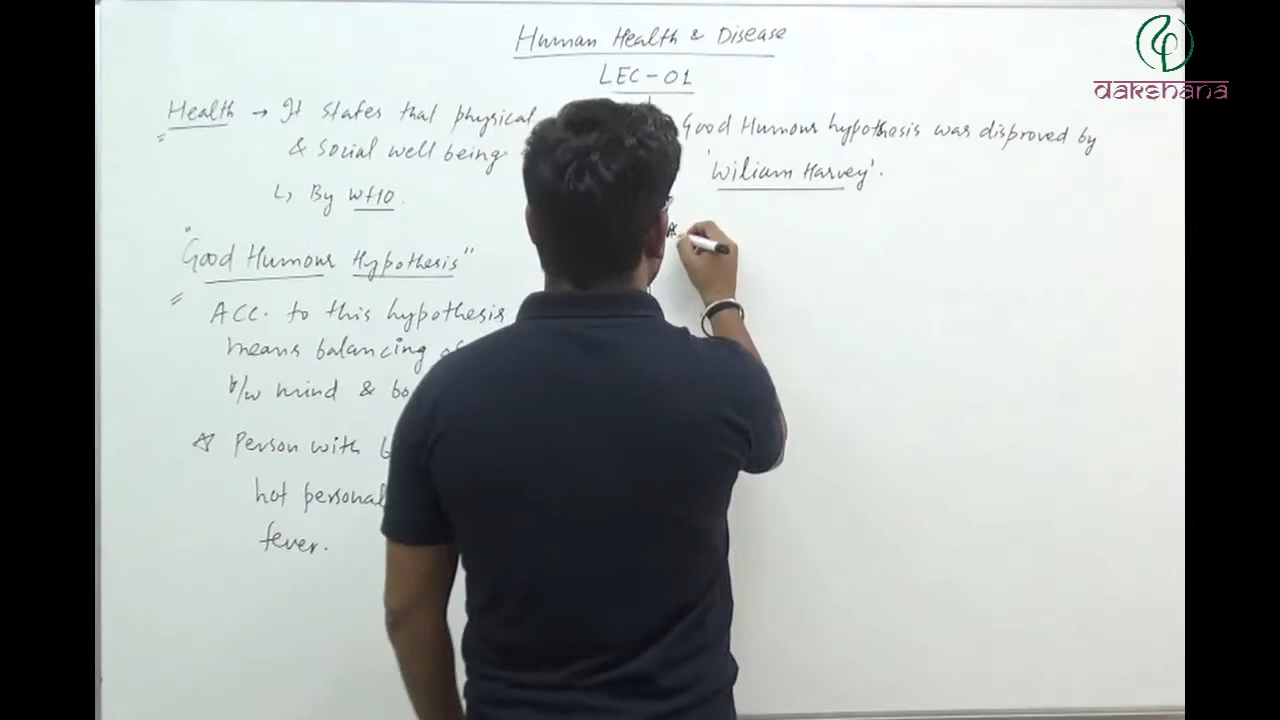 Human Health & Disease
LEC-01
Health → It states that physical
& Social well being
↳ By WHO.
"Good Humour Hypothesis"
ACC. to this hypothesis
means balancing
b/w mind & bo
☆ Person with
hot personal
fever.
Good Humour hypothesis was disproved by
'Wiliam Harvey'.
dakshana